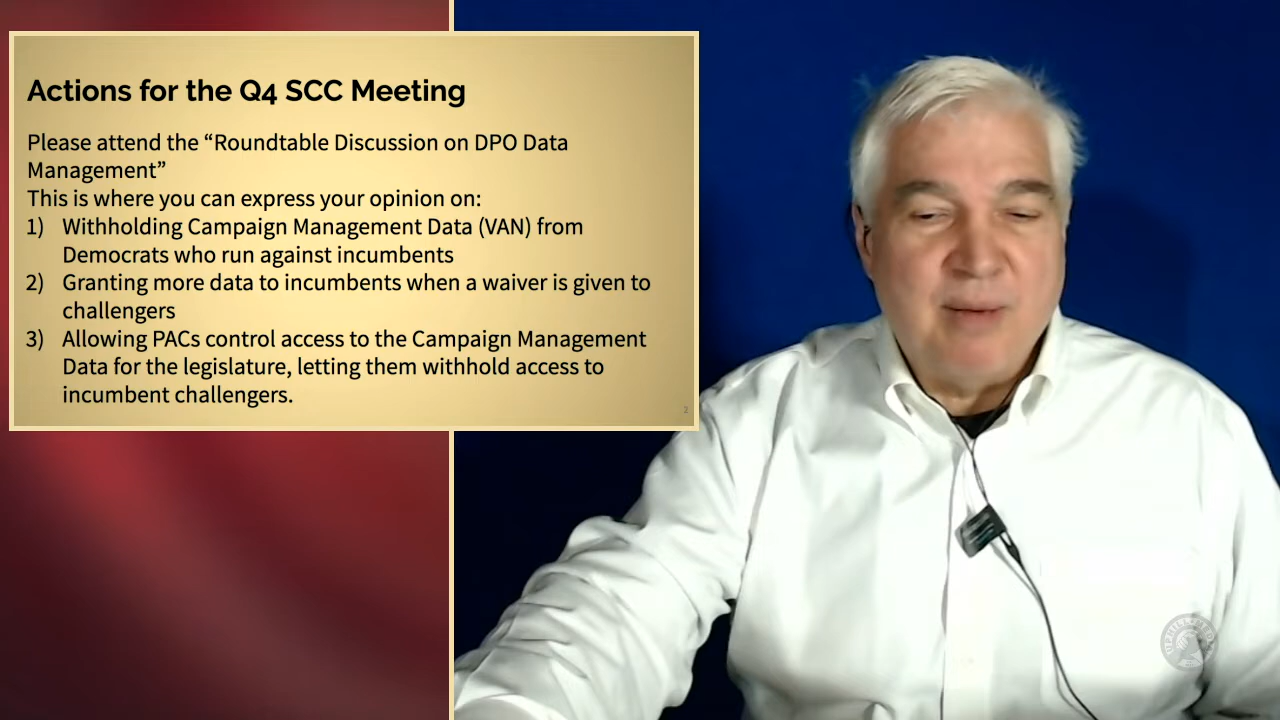 Actions for the Q4 SCC Meeting
Please attend the “Roundtable Discussion on DPO Data
Management”
This is where you can express your opinion on:
1) Withholding Campaign Management Data (VAN) from
Democrats who run against incumbents
2) Granting more data to incumbents when a waiver is given to
challengers
3) Allowing PACs control access to the Campaign Management
Data for the legislature, letting them withhold access to
incumbent challengers.
2